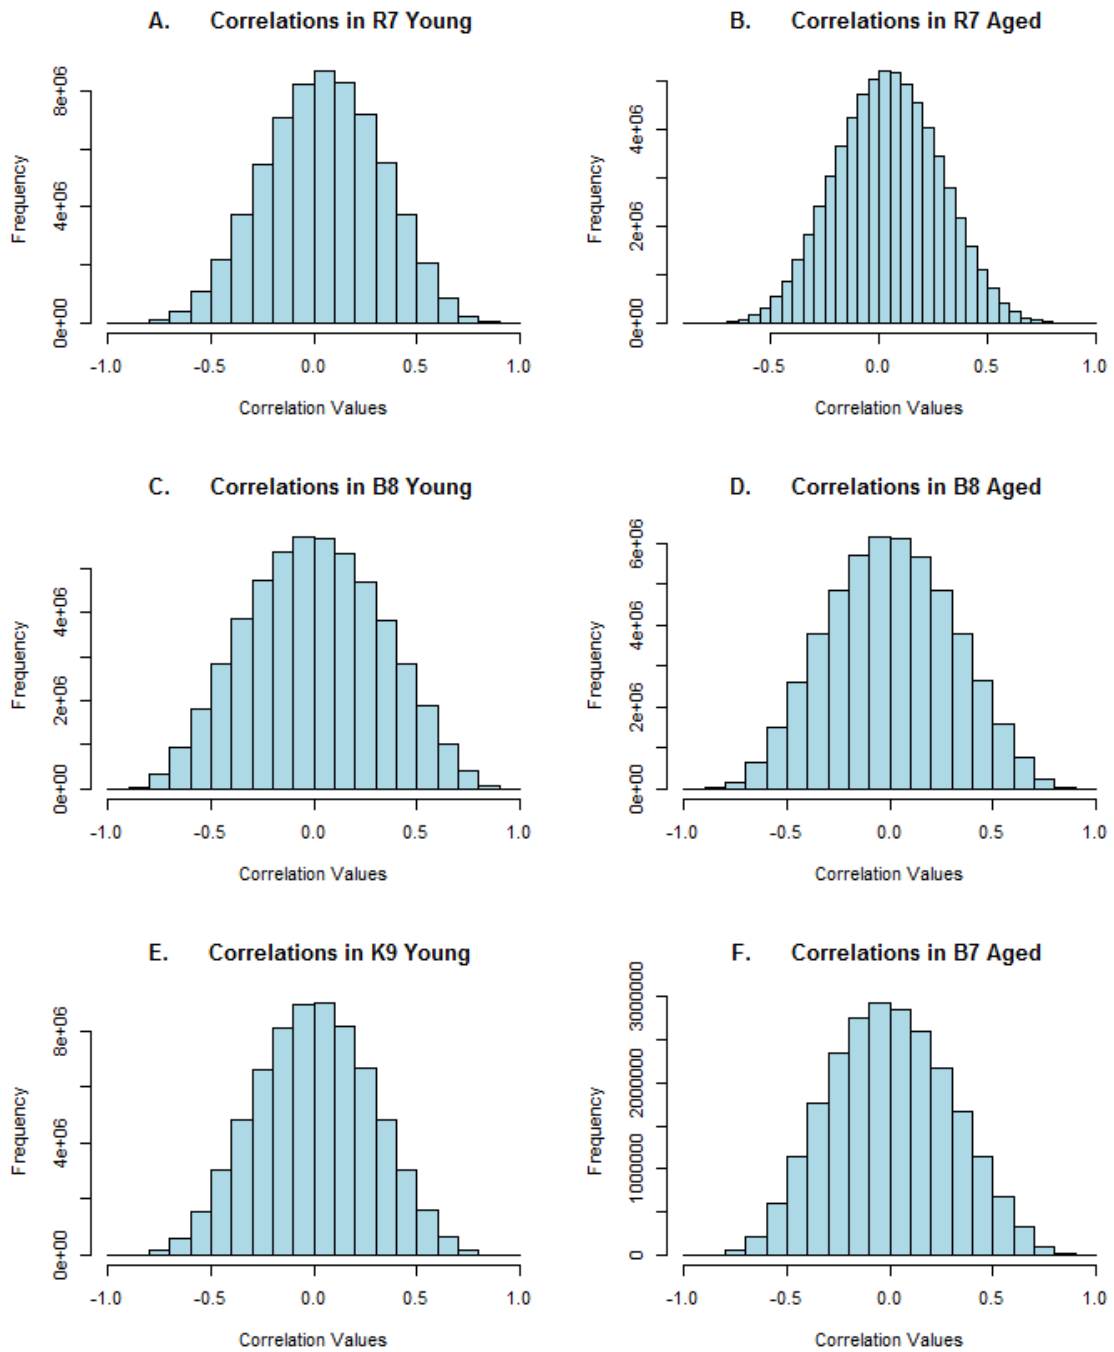 A. Correlations in R7 Young
Frequency
0e+00 4e+06 8e+06
-1.0 -0.5 0.0 0.5 1.0
Correlation Values
B. Correlations in R7 Aged
Frequency
0e+00 2e+06 4e+06
-0.5 0.0 0.5 1.0
Correlation Values
C. Correlations in B8 Young
Frequency
0e+00 2e+06 4e+06
-1.0 -0.5 0.0 0.5 1.0
Correlation Values
D. Correlations in B8 Aged
Frequency
0e+00 2e+06 4e+06 6e+06
-1.0 -0.5 0.0 0.5 1.0
Correlation Values
E. Correlations in K9 Young
Frequency
0e+00 4e+06 8e+06
-1.0 -0.5 0.0 0.5 1.0
Correlation Values
F. Correlations in B7 Aged
Frequency
0 1000000 2000000 3000000
-1.0 -0.5 0.0 0.5 1.0
Correlation Values